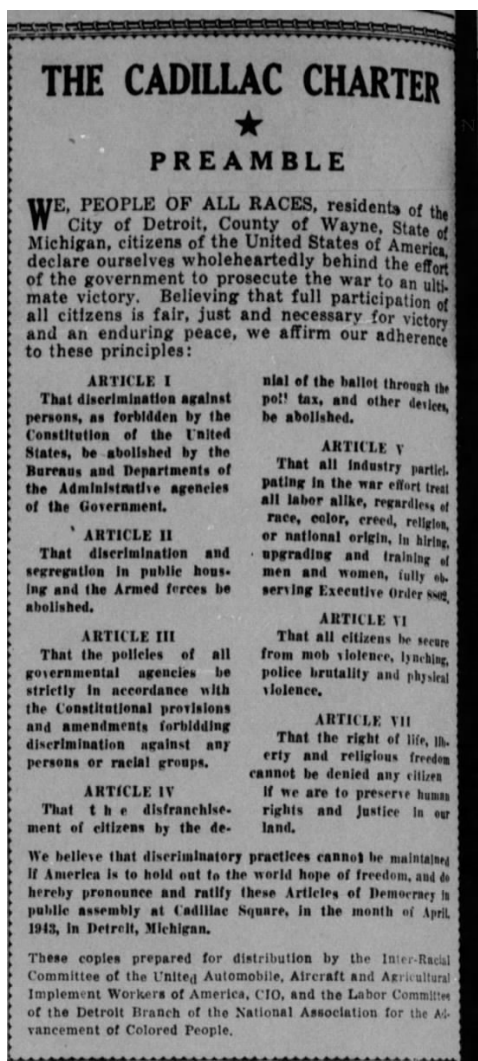 THE CADILLAC CHARTER
PREAMBLE
WE, PEOPLE OF ALL RACES, residents of the
City of Detroit, County of Wayne, State of
Michigan, citizens of the United States of America,
declare ourselves wholeheartedly behind the effort
of the government to prosecute the war to an ulti-
mate victory. Believing that full participation of
all citizens is fair, just and necessary for victory
and an enduring peace, we affirm our adherence
to these principles:
ARTICLE I
That discrimination against
persons, as forbidden by the
Constitution of the United
States, be abolished by the
Bureaus and Departments of
the Administrative agencies
of the Government.
ARTICLE II
That discrimination and
segregation in public hous-
ing and the Armed forces be
abolished.
ARTICLE III
That the policies of all
governmental agencies be
strictly in accordance with
the Constitutional provisions
and amendments forbidding
discrimination against any
persons or racial groups.
ARTICLE IV
That the disfranchise-
ment of citizens by the de-
nial of the ballot through the
poll tax, and other devices,
be abolished.
ARTICLE V
That all industry partici-
pating in the war effort treat
all labor alike, regardless of
race, color, creed, religion,
or national origin, in hiring,
upgrading and training of
men and women, fully ob-
serving Executive Order 8802.
ARTICLE VI
That all citizens be secure
from mob violence, lynching,
police brutality and physical
violence.
ARTICLE VII
That the right of life, lib-
erty and religious freedom
cannot be denied any citizen
if we are to preserve human
rights and justice in our
land.
We believe that discriminatory practices cannot be maintained
if America is to hold out to the world hope of freedom, and do
hereby pronounce and ratify these Articles of Democracy in
public assembly at Cadillac Square, in the month of April,
1943, in Detroit, Michigan.
These copies prepared for distribution by the Inter-Racial
Committee of the United Automobile, Aircraft and Agricultural
Implement Workers of America, CIO, and the Labor Committee
of the Detroit Branch of the National Association for the Ad-
vancement of Colored People.